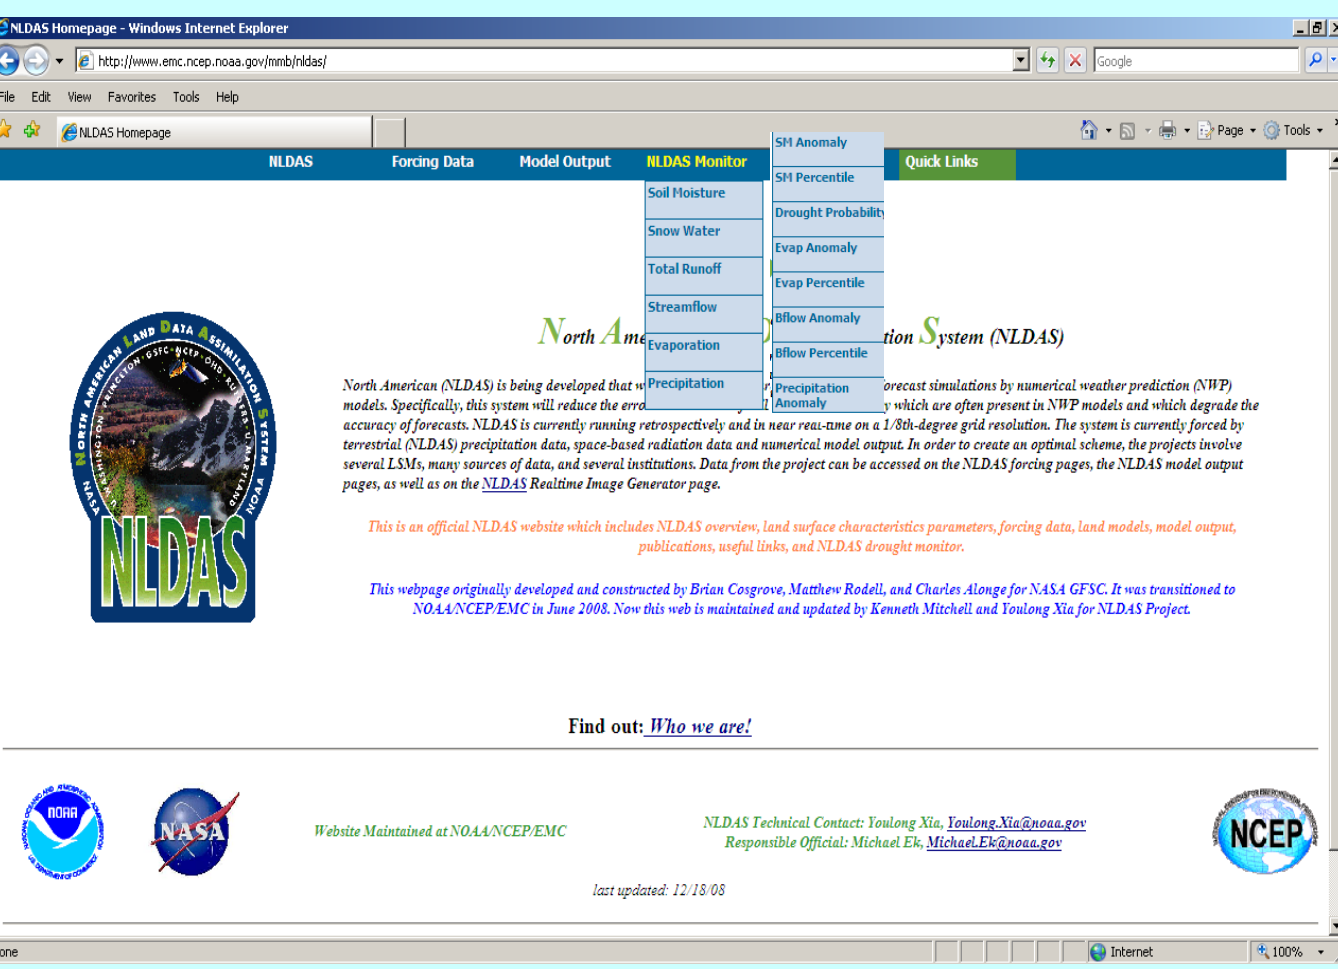 NLDAS Homepage - Windows Internet Explorer
http://www.emc.ncep.noaa.gov/mmb/nldas/
Google
File Edit View Favorites Tools Help
NLDAS Homepage
Page Tools
NLDAS Forcing Data Model Output NLDAS Monitor Quick Links
Soil Moisture
Snow Water
Total Runoff
Streamflow
Evaporation
Precipitation
SM Anomaly
SM Percentile
Drought Probability
Evap Anomaly
Evap Percentile
Bflow Anomaly
Bflow Percentile
Precipitation
Anomaly
North Ame tion System (NLDAS)
North American (NLDAS) is being developed that w orecast simulations by numerical weather prediction (NWP)
models. Specifically, this system will reduce the erro y which are often present in NWP models and which degrade the
accuracy of forecasts. NLDAS is currently running retrospectively and in near real-time on a 1/8th-degree grid resolution. The system is currently forced by
terrestrial (NLDAS) precipitation data, space-based radiation data and numerical model output. In order to create an optimal scheme, the projects involve
several LSMs, many sources of data, and several institutions. Data from the project can be accessed on the NLDAS forcing pages, the NLDAS model output
pages, as well as on the NLDAS Realtime Image Generator page.
This is an official NLDAS website which includes NLDAS overview, land surface characteristics parameters, forcing data, land models, model output,
publications, useful links, and NLDAS drought monitor.
This webpage originally developed and constructed by Brian Cosgrove, Matthew Rodell, and Charles Alonge for NASA GFSC. It was transitioned to
NOAA/NCEP/EMC in June 2008. Now this web is maintained and updated by Kenneth Mitchell and Youlong Xia for NLDAS Project.
NORTH AMERICAN LAND DATA ASSIMILATION SYSTEM
NASA NOAA
U.WASHINGTON·PRINCETON·GSFC·NCEP·OHD·RUTGERS·U.MARYLAND
NLDAS
Find out: Who we are!
NOAA
NASA
Website Maintained at NOAA/NCEP/EMC
NLDAS Technical Contact: Youlong Xia, Youlong.Xia@noaa.gov
Responsible Official: Michael Ek, Michael.Ek@noaa.gov
NCEP
last updated: 12/18/08
one
Internet
100%